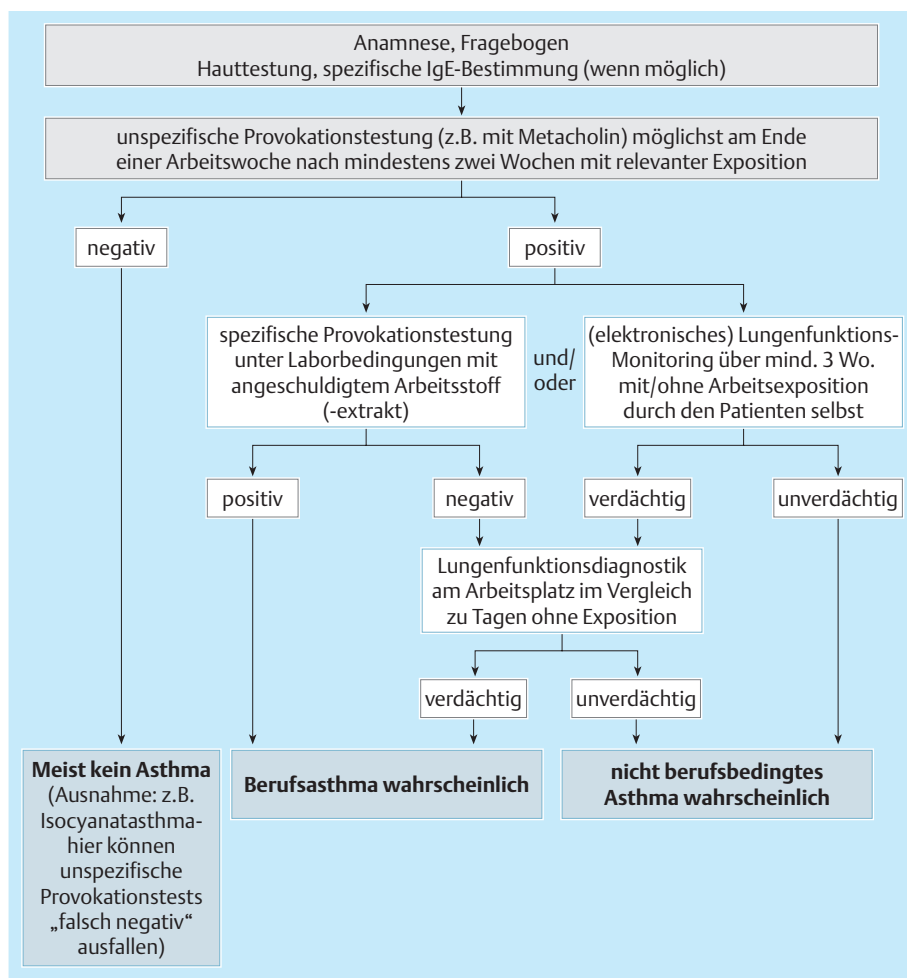 Anamnese, Fragebogen
Hauttestung, spezifische IgE-Bestimmung (wenn möglich)
unspezifische Provokationstestung (z.B. mit Metacholin) möglichst am Ende
einer Arbeitswoche nach mindestens zwei Wochen mit relevanter Exposition
negativ
positiv
spezifische Provokationstestung
unter Laborbedingungen mit
angeschuldigtem Arbeitsstoff
(-extrakt)
und/
oder
(elektronisches) Lungenfunktions-
Monitoring über mind. 3 Wo.
mit/ohne Arbeitsexposition
durch den Patienten selbst
positiv
negativ
verdächtig
unverdächtig
Lungenfunktionsdiagnostik
am Arbeitsplatz im Vergleich
zu Tagen ohne Exposition
verdächtig
unverdächtig
Meist kein Asthma
(Ausnahme: z.B.
Isocyanatasthma-
hier können
unspezifische
Provokationstests
„falsch negativ“
ausfallen)
Berufsasthma wahrscheinlich
nicht berufsbedingtes
Asthma wahrscheinlich